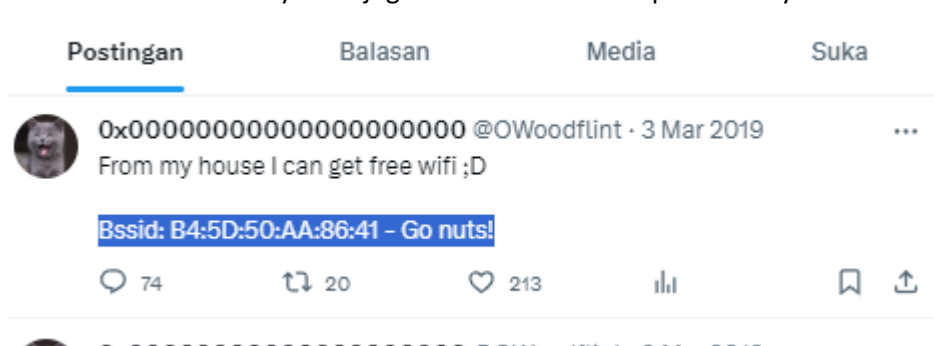 Postingan Balasan Media Suka
0x00000000000000000000 @OWoodflint · 3 Mar 2019
From my house I can get free wifi ;D
Bssid: B4:5D:50:AA:86:41 - Go nuts!
74 20 213